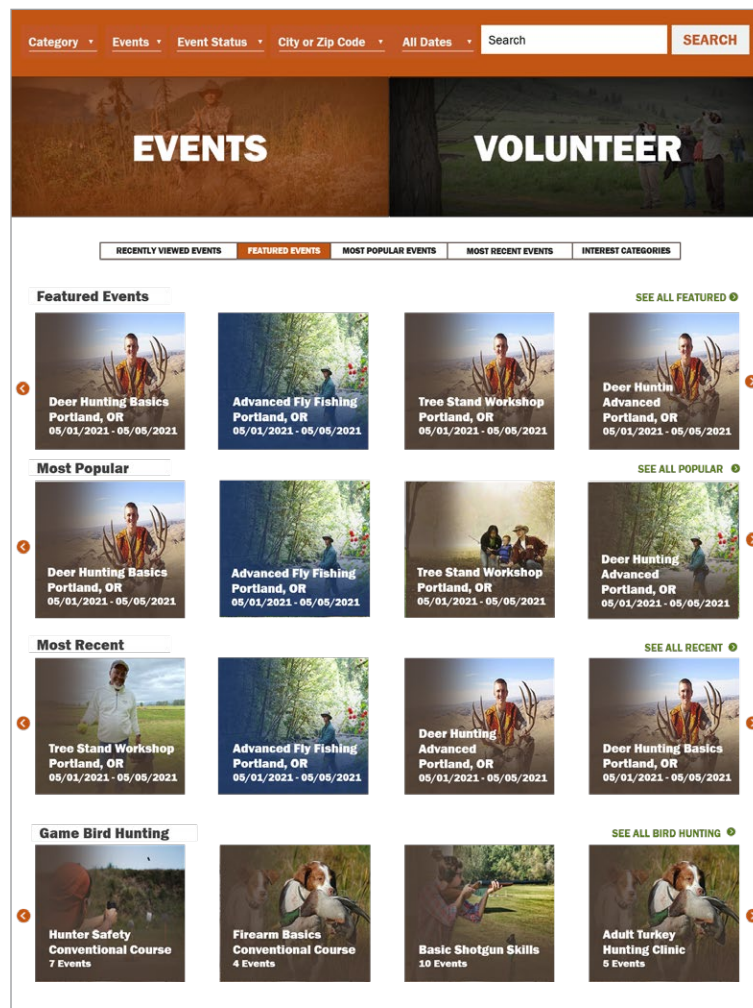 Category Events Event Status City or Zip Code All Dates Search SEARCH
EVENTS
VOLUNTEER
RECENTLY VIEWED EVENTS FEATURED EVENTS MOST POPULAR EVENTS MOST RECENT EVENTS INTEREST CATEGORIES
Featured Events
SEE ALL FEATURED
Deer Hunting Basics
Portland, OR
05/01/2021 - 05/05/2021
Advanced Fly Fishing
Portland, OR
05/01/2021 - 05/05/2021
Tree Stand Workshop
Portland, OR
05/01/2021 - 05/05/2021
Deer Huntin
Advanced
Portland, OR
05/01/2021 - 05/05/2021
Most Popular
SEE ALL POPULAR
Deer Hunting Basics
Portland, OR
05/01/2021 - 05/05/2021
Advanced Fly Fishing
Portland, OR
05/01/2021 - 05/05/2021
Tree Stand Workshop
Portland, OR
05/01/2021 - 05/05/2021
Deer Hunting
Advanced
Portland, OR
05/01/2021 - 05/05/2021
Most Recent
SEE ALL RECENT
Tree Stand Workshop
Portland, OR
05/01/2021 - 05/05/2021
Advanced Fly Fishing
Portland, OR
05/01/2021 - 05/05/2021
Deer Hunting
Advanced
Portland, OR
05/01/2021 - 05/05/2021
Deer Hunting Basics
Portland, OR
05/01/2021 - 05/05/2021
Game Bird Hunting
SEE ALL BIRD HUNTING
Hunter Safety
Conventional Course
7 Events
Firearm Basics
Conventional Course
4 Events
Basic Shotgun Skills
10 Events
Adult Turkey
Hunting Clinic
5 Events